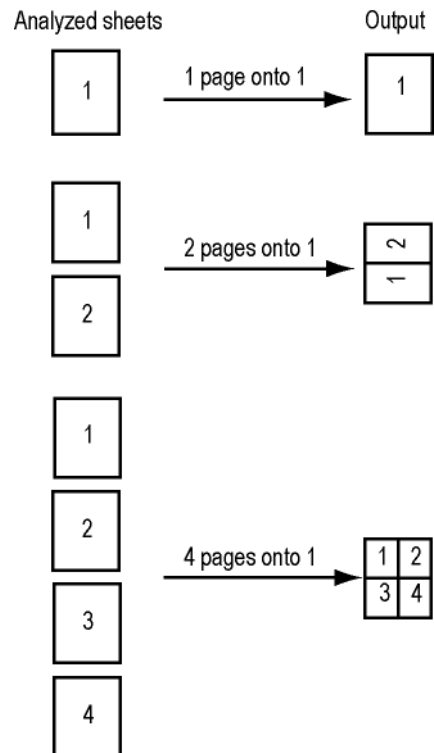 Analyzed sheets
Output
1
1 page onto 1
1
1
2
2 pages onto 1
2
1
1
2
3
4
4 pages onto 1
1 2
3 4